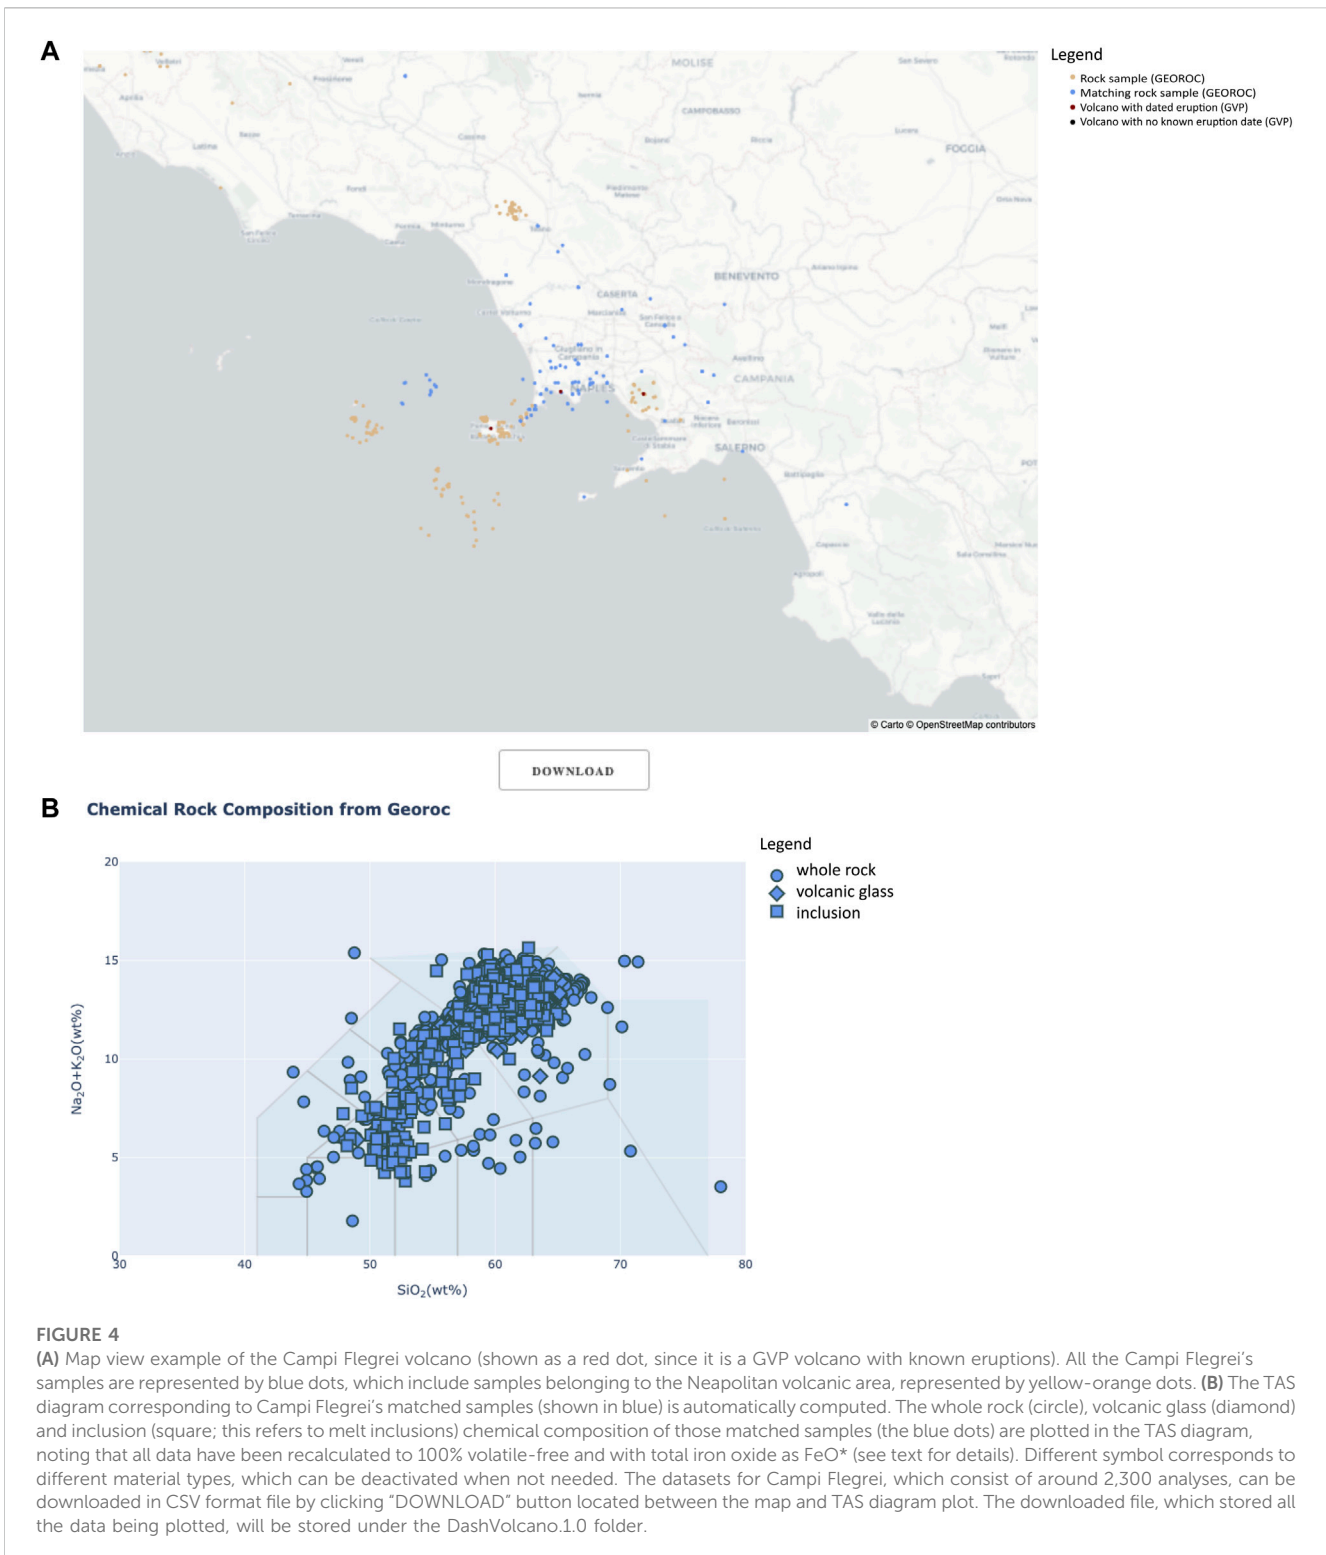 A
Legend
Rock sample (GEOROC)
Matching rock sample (GEOROC)
Volcano with dated eruption (GVP)
Volcano with no known eruption date (GVP)
MOLISE
CAMPOBASSO
FOGGIA
Latina
Cassino
Fondi
BENEVENTO
CASERTA
Mondragone
Giugliano in
Campania
Avellino
NAPLES
CAMPANIA
SALERNO
Battipaglia
Agropoli
Sapri
© Carto © OpenStreetMap contributors
DOWNLOAD
B
Chemical Rock Composition from Georoc
Legend
whole rock
volcanic glass
inclusion
20
15
10
5
0
Na2O+K2O(wt%)
30 40 50 60 70 80
SiO2(wt%)
FIGURE 4
(A) Map view example of the Campi Flegrei volcano (shown as a red dot, since it is a GVP volcano with known eruptions). All the Campi Flegrei's
samples are represented by blue dots, which include samples belonging to the Neapolitan volcanic area, represented by yellow-orange dots. (B) The TAS
diagram corresponding to Campi Flegrei's matched samples (shown in blue) is automatically computed. The whole rock (circle), volcanic glass (diamond)
and inclusion (square; this refers to melt inclusions) chemical composition of those matched samples (the blue dots) are plotted in the TAS diagram,
noting that all data have been recalculated to 100% volatile-free and with total iron oxide as FeO* (see text for details). Different symbol corresponds to
different material types, which can be deactivated when not needed. The datasets for Campi Flegrei, which consist of around 2,300 analyses, can be
downloaded in CSV format file by clicking "DOWNLOAD" button located between the map and TAS diagram plot. The downloaded file, which stored all
the data being plotted, will be stored under the DashVolcano.1.0 folder.